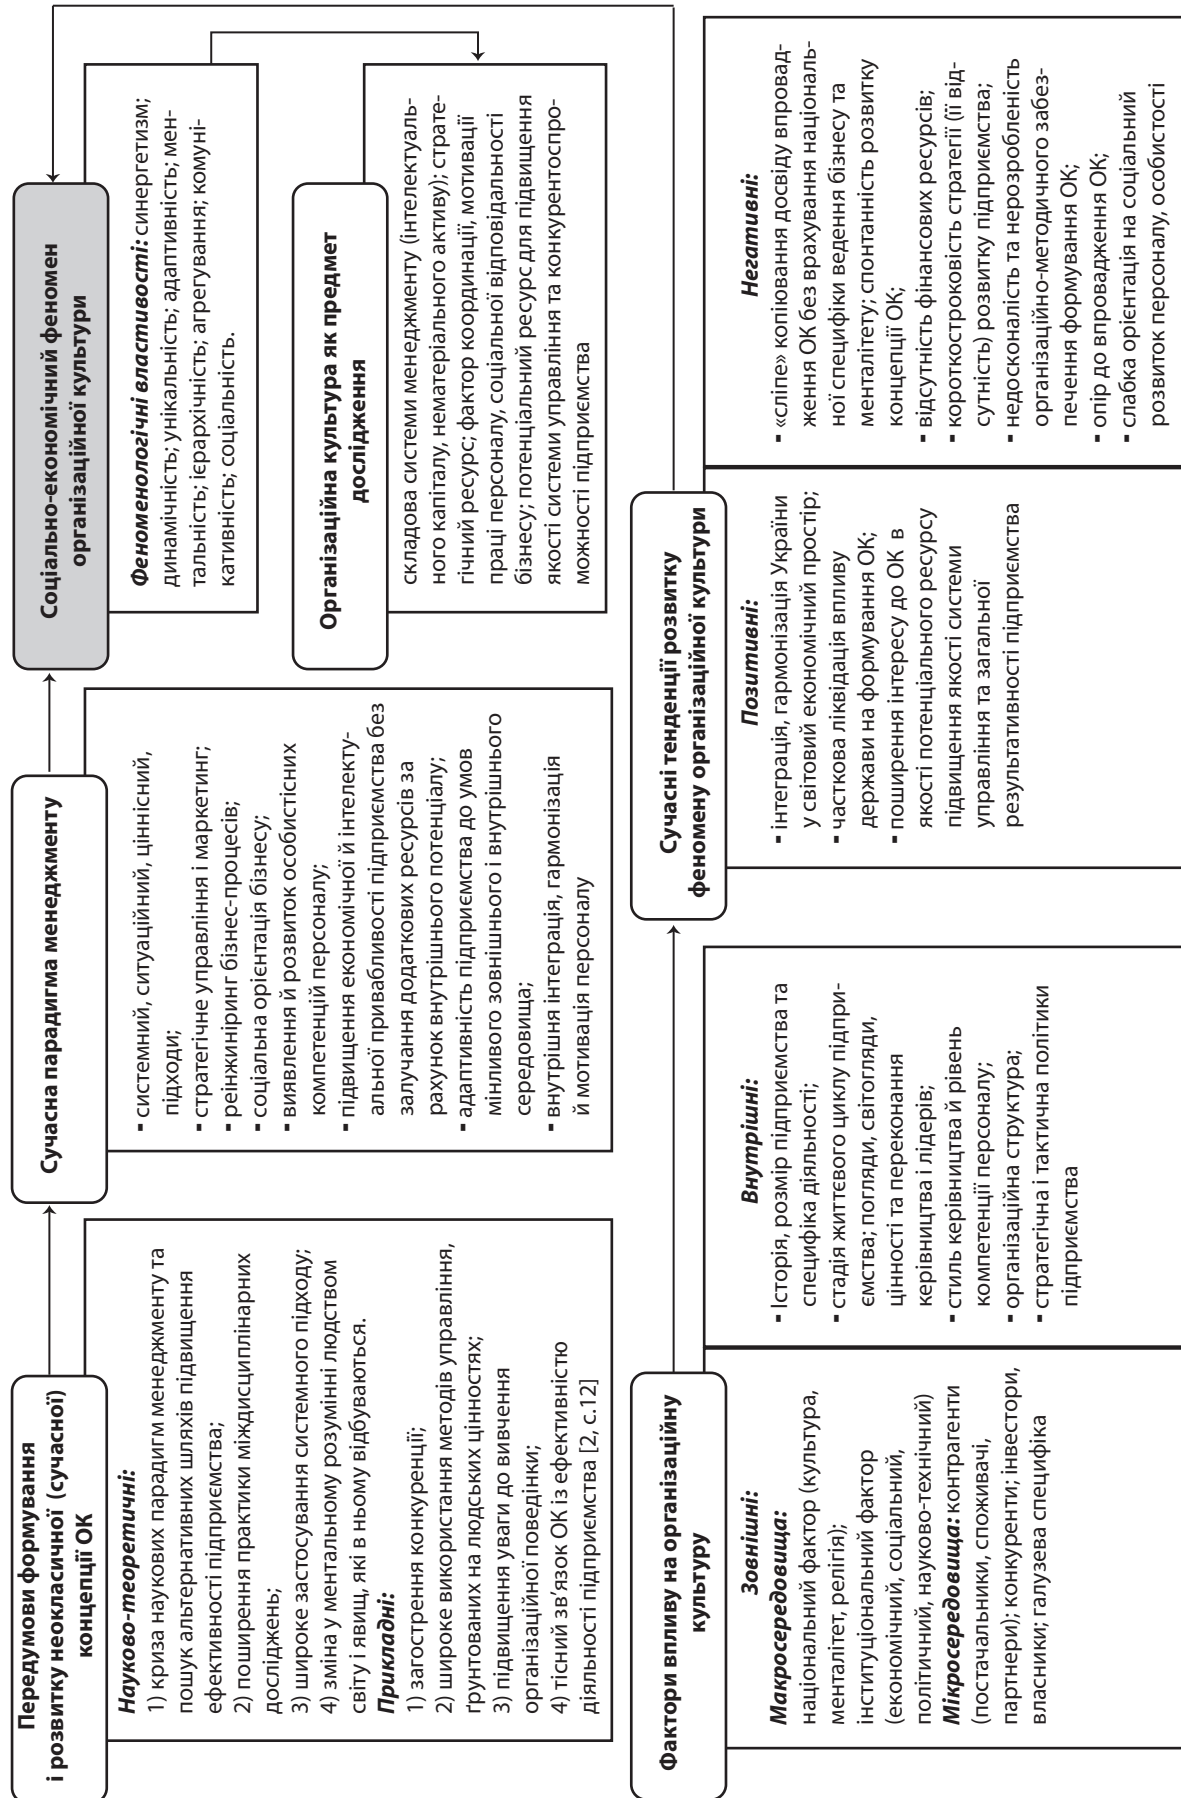 Передумови формування
і розвитку неокласичної (сучасної)
концепції ОК
Науково-теоретичні:
1) криза наукових парадигм менеджменту та
пошук альтернативних шляхів підвищення
ефективності підприємства;
2) поширення практики міждисциплінарних
досліджень;
3) широке застосування системного підходу;
4) зміна у ментальному розумінні людством
світу і явищ, які в ньому відбуваються.
Прикладні:
1) загострення конкуренції;
2) широке використання методів управління,
ґрунтованих на людських цінностях;
3) підвищення уваги до вивчення
організаційної поведінки;
4) тісний зв’язок ОК із ефективністю
діяльності підприємства [2, с.12]
Сучасна парадигма менеджменту
▪ системний, ситуаційний, ціннісний,
підходи;
▪ стратегічне управління і маркетинг;
▪ реінжиніринг бізнес-процесів;
▪ соціальна орієнтація бізнесу;
▪ виявлення й розвиток особистісних
компетенцій персоналу;
▪ підвищення економічної й інтелекту-
альної привабливості підприємства без
залучання додаткових ресурсів за
рахунок внутрішнього потенціалу;
▪ адаптивність підприємства до умов
мінливого зовнішнього і внутрішнього
середовища;
▪ внутрішня інтеграція, гармонізація
й мотивація персоналу
Соціально-економічний феномен
організаційної культури
Феноменологічні властивості: синергетизм;
динамічність; унікальність; адаптивність; мен-
тальність; ієрархічність; агрегування; комуні-
кативність; соціальність.
Організаційна культура як предмет
дослідження
складова системи менеджменту (інтелектуаль-
ного капіталу, нематеріального активу); страте-
гічний ресурс; фактор координації, мотивації
праці персоналу, соціальної відповідальності
бізнесу; потенціальний ресурс для підвищення
якості системи управління та конкурентоспро-
можності підприємства
Фактори впливу на організаційну
культуру
Зовнішні:
Макросередовища:
національний фактор (культура,
менталітет, релігія);
інституціональний фактор
(економічний, соціальний,
політичний, науково-технічний)
Мікросередовища: контрагенти
(постачальники, споживачі,
партнери); конкуренти; інвестори,
власники; галузева специфіка
Внутрішні:
▪ Історія, розмір підприємства та
специфіка діяльності;
▪ стадія життєвого циклу підпри-
ємства; погляди, світогляди,
цінності та переконання
керівництва і лідерів;
▪ стиль керівництва й рівень
компетенції персоналу;
▪ організаційна структура;
▪ стратегічна і тактична політики
підприємства
Сучасні тенденції розвитку
феномену організаційної культури
Позитивні:
▪ інтеграція, гармонізація України
у світовий економічний простір;
▪ часткова ліквідація впливу
держави на формування ОК;
▪ поширення інтересу до ОК в
якості потенціального ресурсу
підвищення якості системи
управління та загальної
результативності підприємства
Негативні:
▪ «сліпе» копіювання досвіду впровад-
ження ОК без врахування національ-
ної специфіки ведення бізнесу та
менталітету; спонтанність розвитку
концепції ОК;
▪ відсутність фінансових ресурсів;
▪ короткостроковість стратегії (її від-
сутність) розвитку підприємства;
▪ недосконалість та нерозробленість
організаційно-методичного забез-
печення формування ОК;
▪ опір до впровадження ОК;
▪ слабка орієнтація на соціальний
розвиток персоналу, особистості